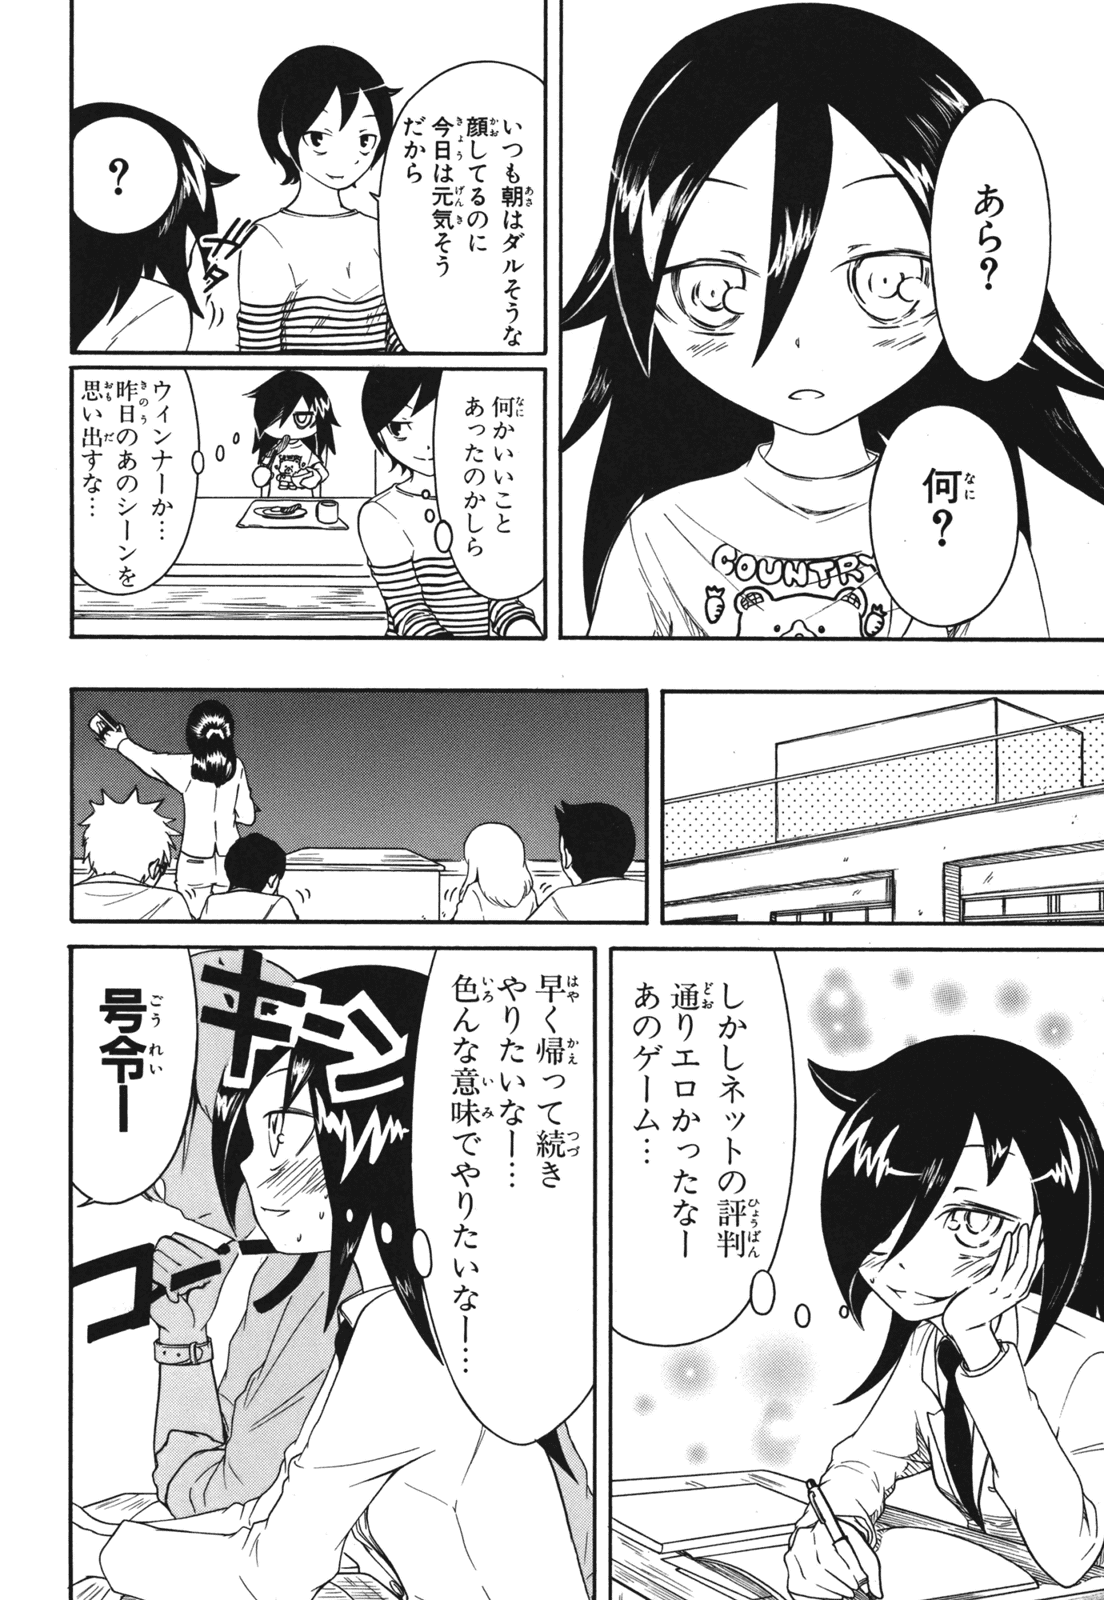 あら？
何？
COUNTRY
いつも朝はダルそうな
顔してるのに
今日は元気そう
だから
？
何かいいこと
あったのかしら
ウィンナーか…
昨日のあのシーンを
思い出すな…
しかしネットの評判
通りエロかったなー
あのゲーム…
早く帰って続き
やりたいなー…
色んな意味でやりたいなー…
キーン
コ
号令ー